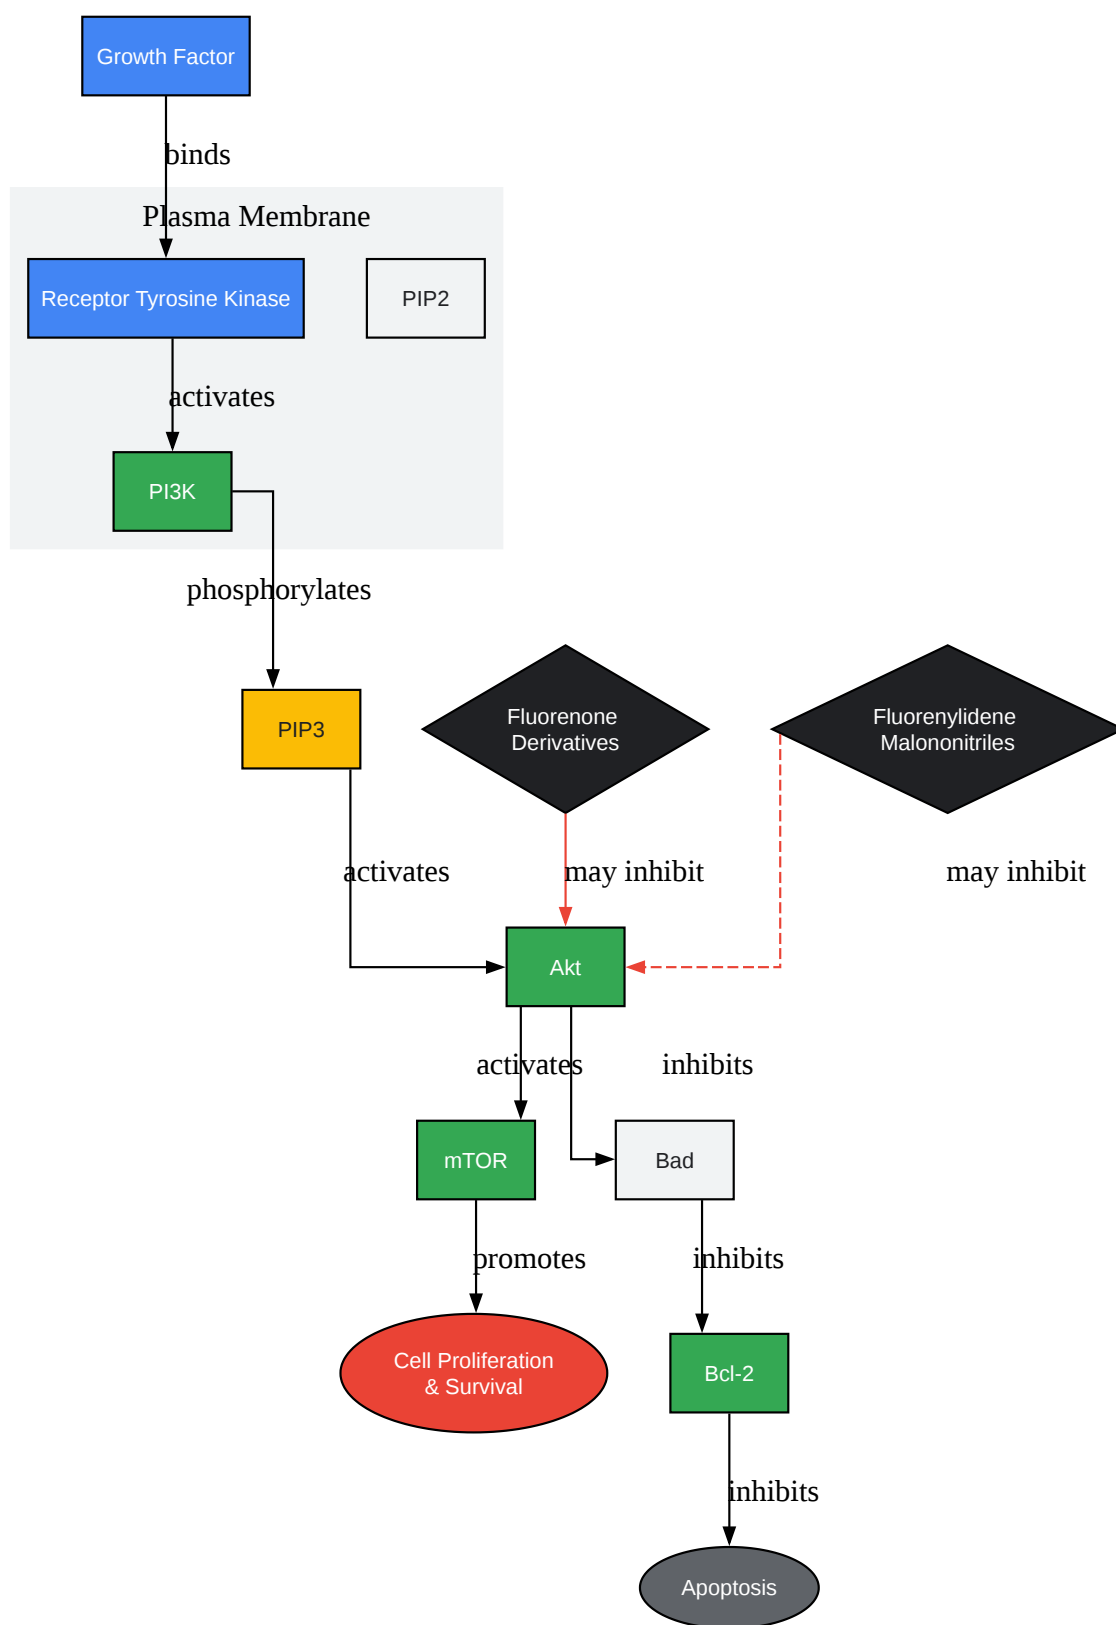 Growth Factor
binds
Plasma Membrane
Receptor Tyrosine Kinase
PIP2
activates
PI3K
phosphorylates
PIP3
Fluorenone
Derivatives
Fluorenylidene
Malononitriles
activates
may inhibit
may inhibit
Akt
activates
inhibits
mTOR
Bad
promotes
inhibits
Cell Proliferation
& Survival
Bcl-2
inhibits
Apoptosis